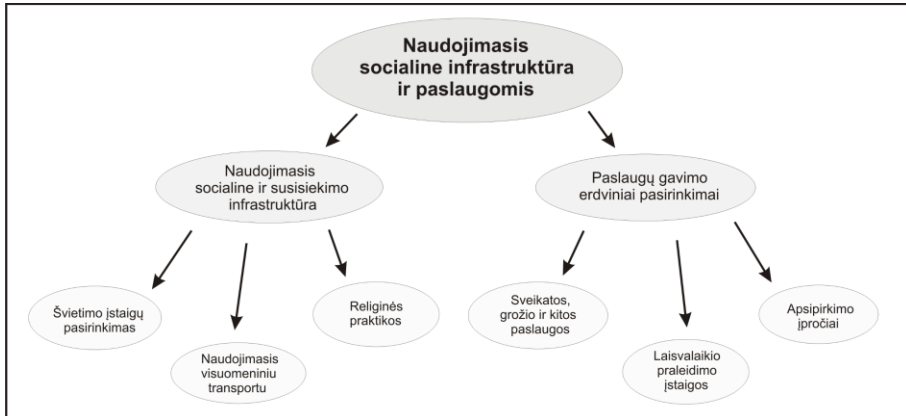 Naudojimasis
socialine infrastruktūra
ir paslaugomis
Naudojimasis
socialine ir susisiekimo
infrastruktūra
Paslaugų gavimo
erdviniai pasirinkimai
Švietimo įstaigų
pasirinkimas
Naudojimasis
visuomeniniu
transportu
Religinės
praktikos
Sveikatos,
grožio ir kitos
paslaugos
Laisvalaikio
praleidimo
įstaigos
Apsipirkimo
įpročiai